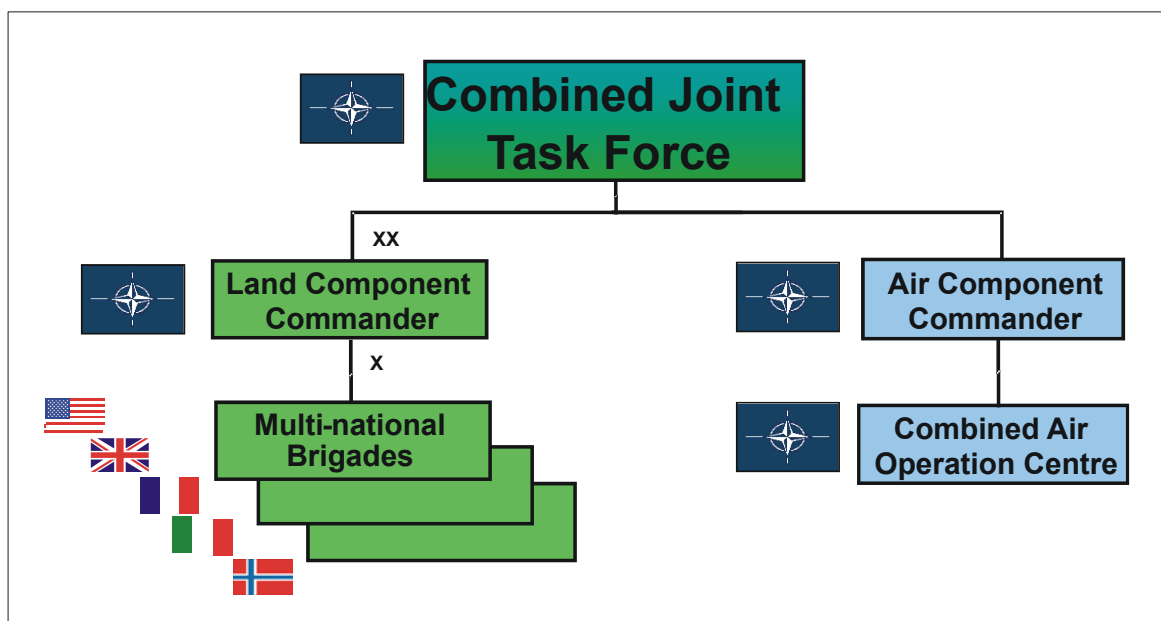 Combined Joint
Task Force
XX
Land Component
Commander
Air Component
Commander
X
Multi-national
Brigades
Combined Air
Operation Centre